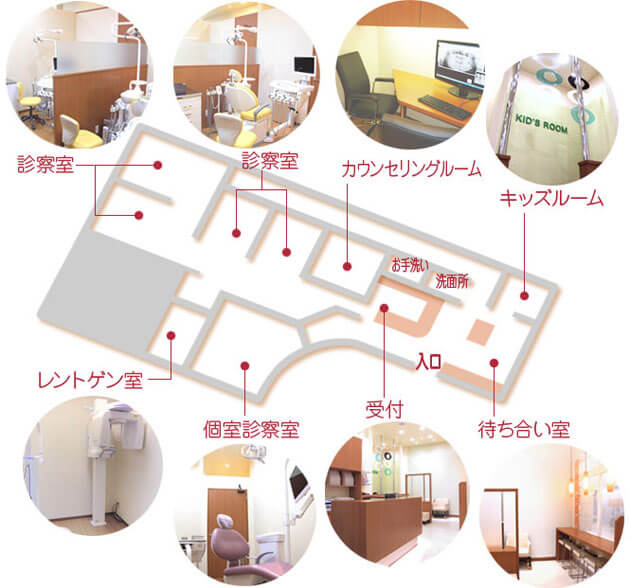 KID'S ROOM
診察室
診察室
カウンセリングルーム
キッズルーム
お手洗い
洗面所
入口
レントゲン室
個室診察室
受付
待ち合い室